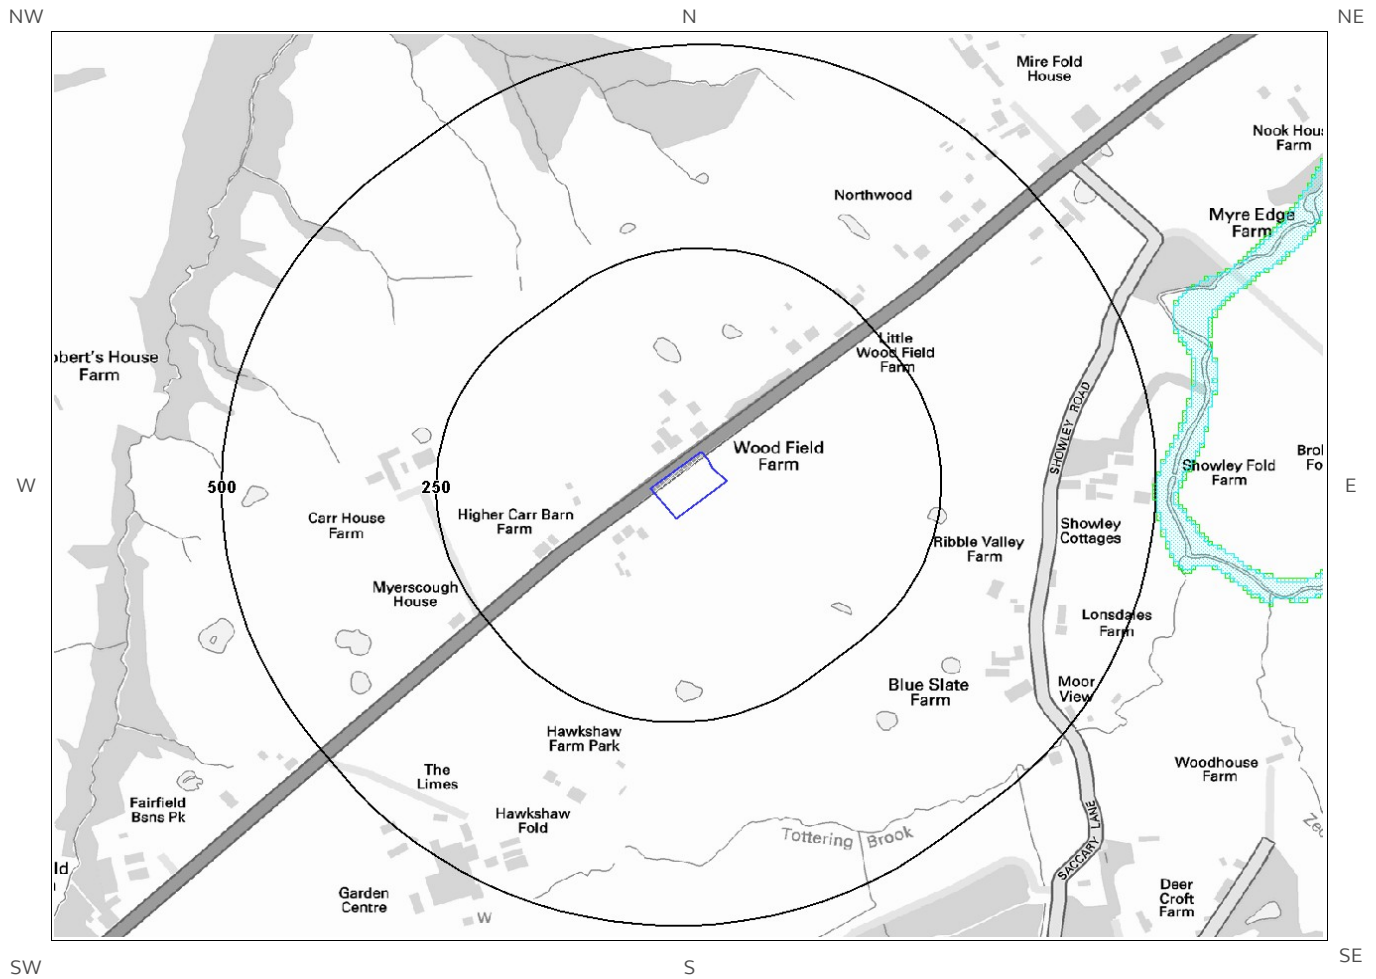 NW
N
NE
Mire Fold
House
Nook Hou
Farm
Northwood
Myre Edge
Farm
Little
Wood Field
Farm
obert's House
Farm
SHOWLEY ROAD
Wood Field
Farm
Brol
Fo
Showley Fold
Farm
W
500
250
E
Carr House
Farm
Higher Carr Barn
Farm
Showley
Cottages
Ribble Valley
Farm
Myerscough
House
Lonsdales
Farm
Blue Slate
Farm
Moor
View
Hawkshaw
Farm Park
The
Limes
Woodhouse
Farm
Fairfield
Bsns Pk
Hawkshaw
Fold
Tottering Brook
SACCARY LANE
Zec
ld
Garden
Centre
W
Deer
Croft
Farm
SW
S
SE